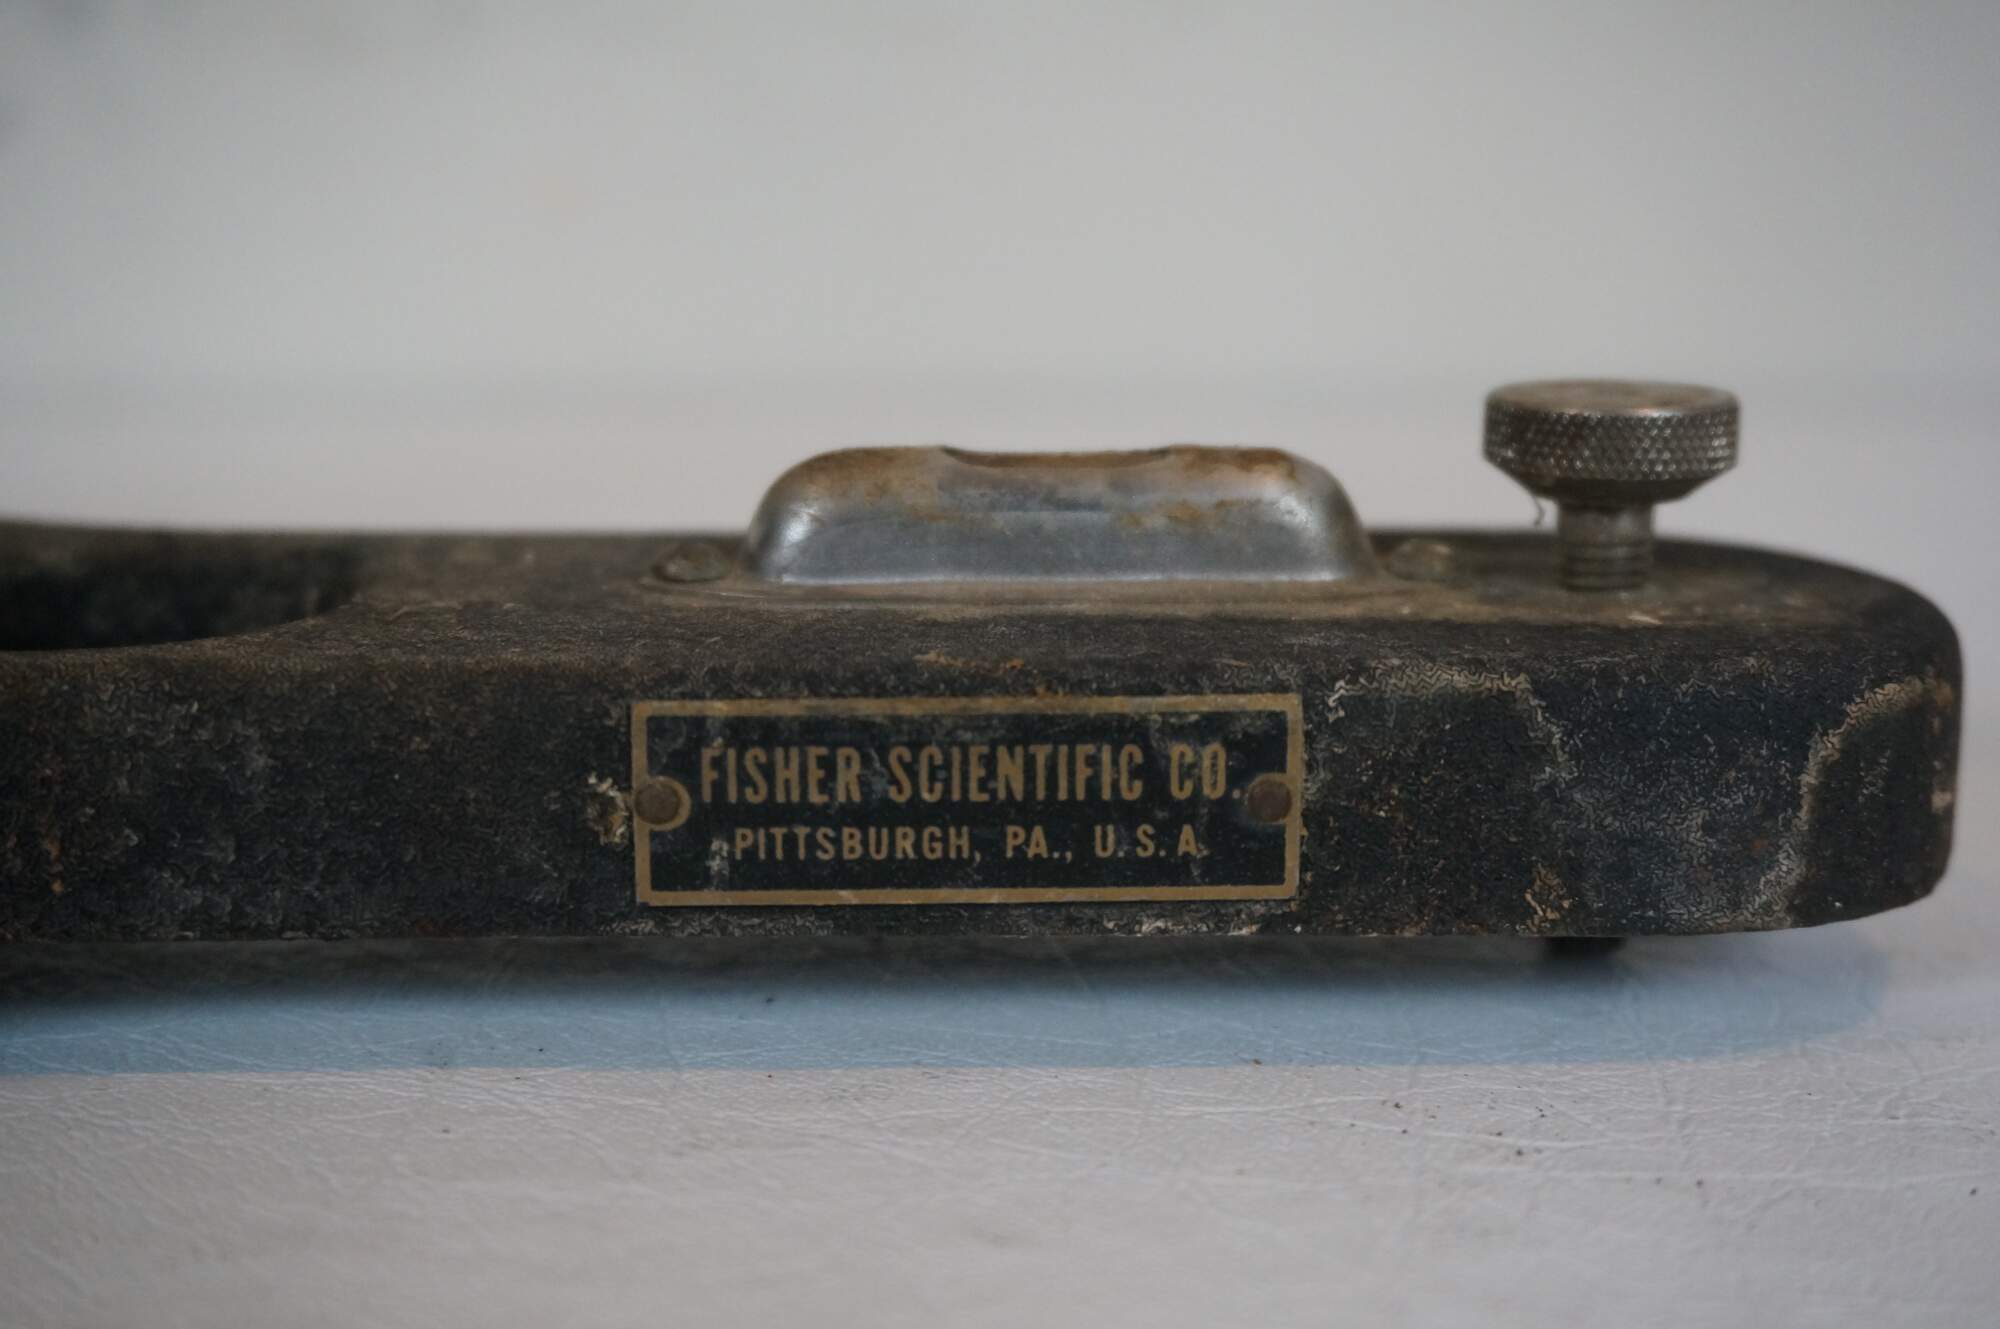 FISHER SCIENTIFIC CO.
PITTSBURGH, PA., U.S.A.